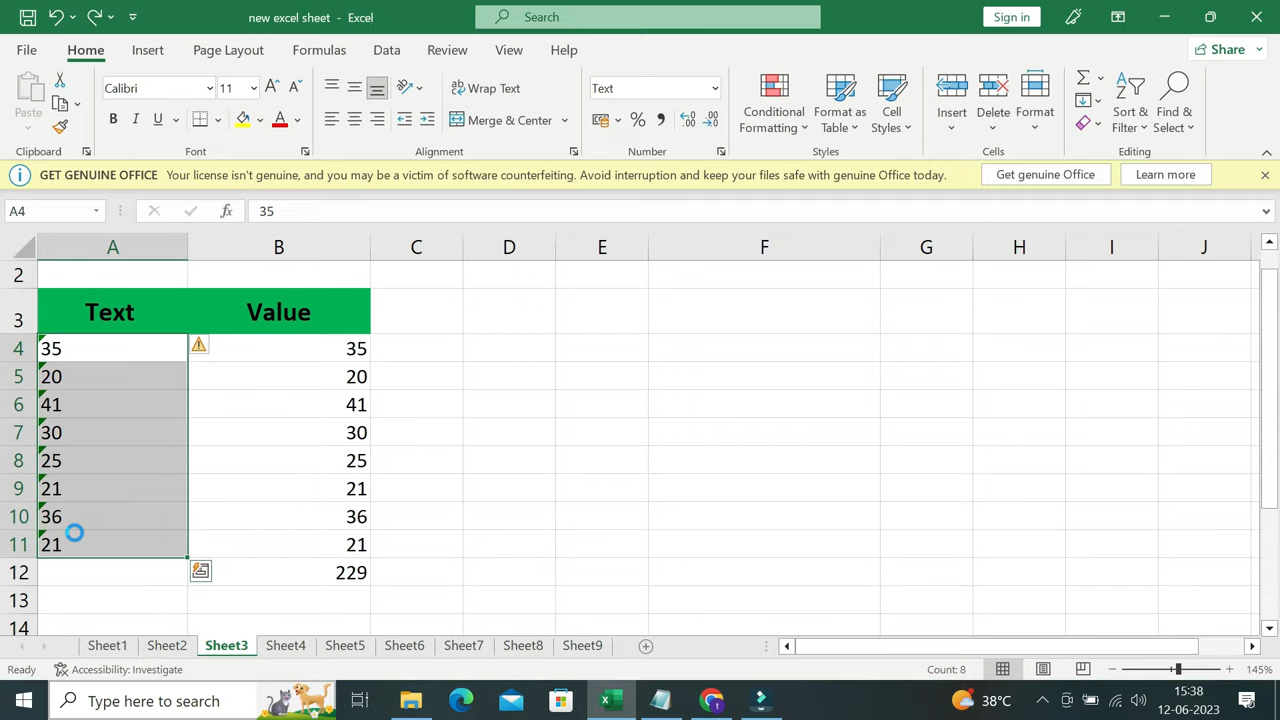 new excel sheet - Excel
Search
Sign in
File
Home
Insert
Page Layout
Formulas
Data
Review
View
Help
Share
Paste
Clipboard
Calibri
11
B
I
U
Font
Wrap Text
Merge & Center
Alignment
Text
Number
Conditional
Formatting
Format as
Table
Cell
Styles
Styles
Insert
Delete
Format
Cells
Sort &
Filter
Find &
Select
Editing
GET GENUINE OFFICE Your license isn't genuine, and you may be a victim of software counterfeiting. Avoid interruption and keep your files safe with genuine Office today.
Get genuine Office
Learn more
A4
fx
35
A B C D E F G H I J
2
3 Text Value
4 35 35
5 20 20
6 41 41
7 30 30
8 25 25
9 21 21
10 36 36
11 21 21
12 229
13
14
Sheet1 Sheet2 Sheet3 Sheet4 Sheet5 Sheet6 Sheet7 Sheet8 Sheet9
Ready
Accessibility: Investigate
Count: 8
145%
Type here to search
38°C
15:38
12-06-2023